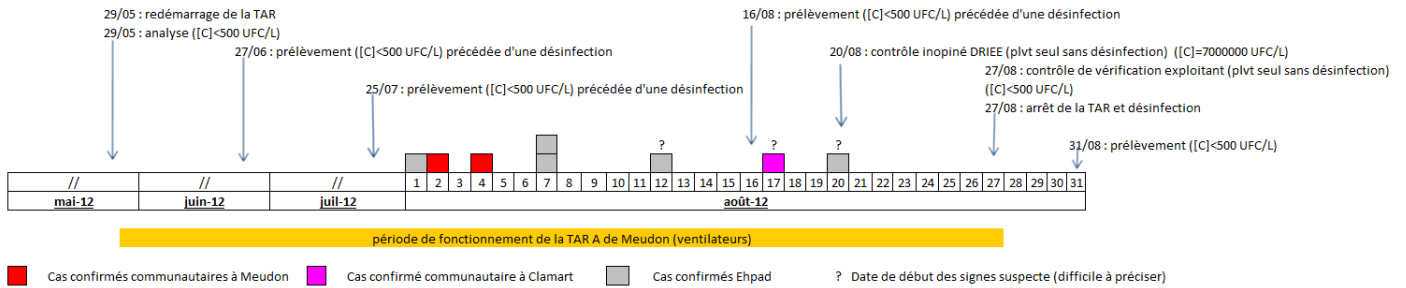 29/05 : redémarrage de la TAR
29/05 : analyse ([C]<500 UFC/L)
27/06 : prélèvement ([C]<500 UFC/L) précédée d'une désinfection
25/07 : prélèvement ([C]<500 UFC/L) précédée d'une désinfection
16/08 : prélèvement ([C]<500 UFC/L) précédée d'une désinfection
20/08 : contrôle inopiné DRIEE (plvt seul sans désinfection) ([C]=7000000 UFC/L)
27/08 : contrôle de vérification exploitant (plvt seul sans désinfection)
([C]<500 UFC/L)
27/08 : arrêt de la TAR et désinfection
31/08 : prélèvement ([C]<500 UFC/L)
? ? ?
// // // 1 2 3 4 5 6 7 8 9 10 11 12 13 14 15 16 17 18 19 20 21 22 23 24 25 26 27 28 29 30 31
mai-12 juin-12 juil-12 août-12
période de fonctionnement de la TAR A de Meudon (ventilateurs)
Cas confirmés communautaires à Meudon Cas confirmé communautaire à Clamart Cas confirmés Ehpad ? Date de début des signes suspecte (difficile à préciser)